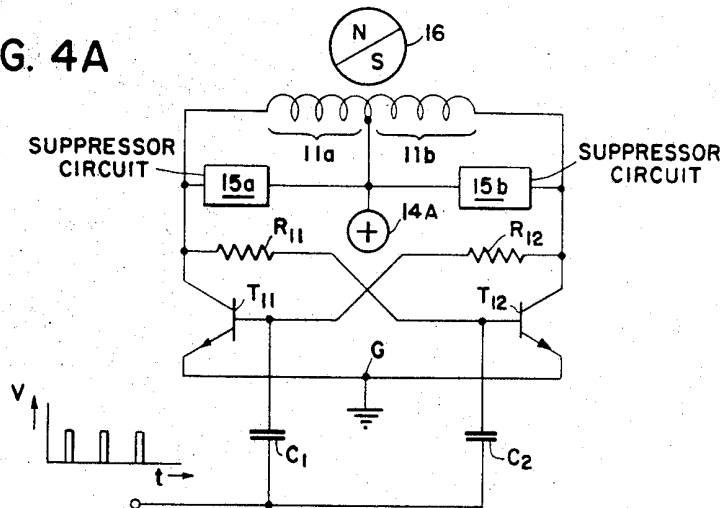 G. 4A
N
S
16
11a
11b
SUPPRESSOR
CIRCUIT
15a
15b
SUPPRESSOR
CIRCUIT
14A
+
R11
R12
T11
T12
G
V
t
C1
C2